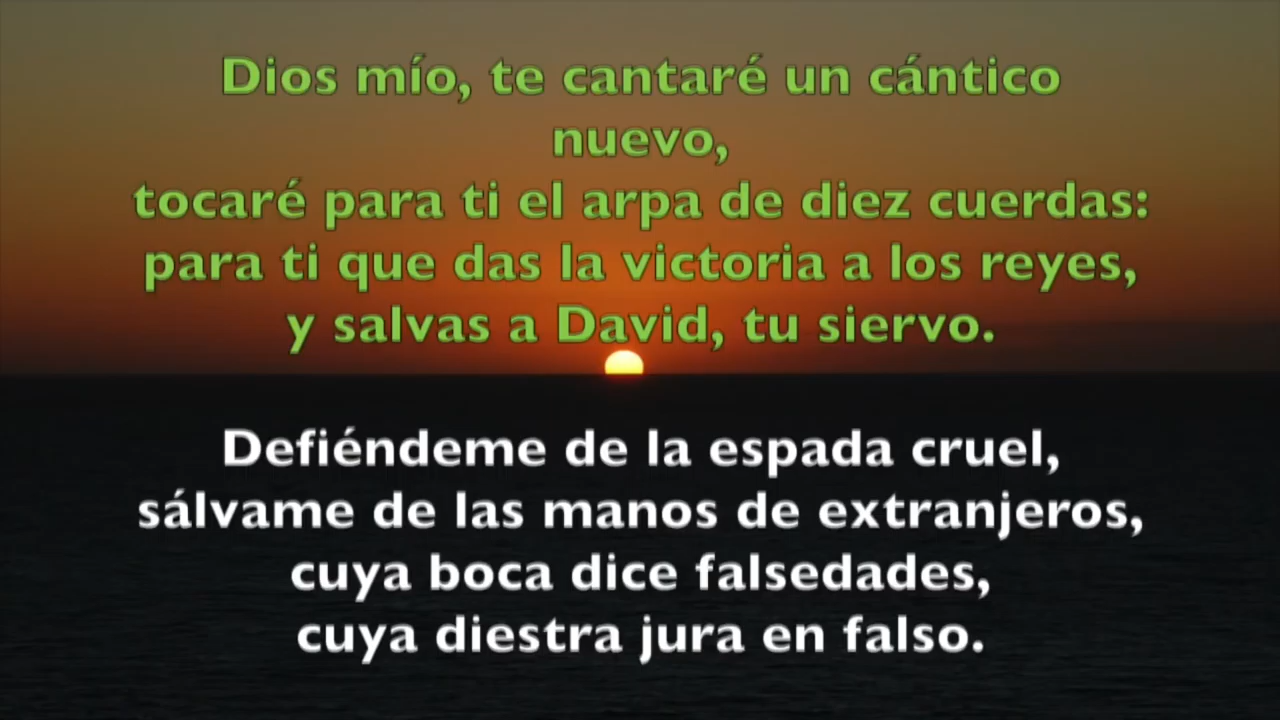 Dios mío, te cantaré un cántico
nuevo,
tocaré para ti el arpa de diez cuerdas:
para ti que das la victoria a los reyes,
y salvas a David, tu siervo.
Defiéndeme de la espada cruel,
sálvame de las manos de extranjeros,
cuya boca dice falsedades,
cuya diestra jura en falso.